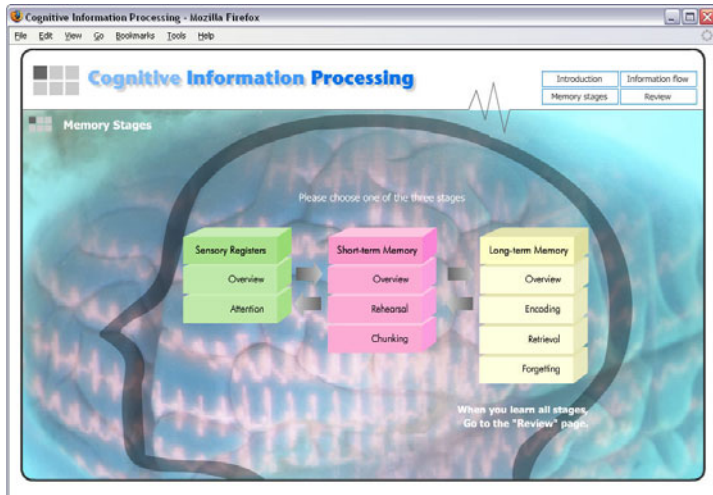 Cognitive Information Processing - Mozilla Firefox
File Edit View Go Bookmarks Tools Help
Cognitive Information Processing
Introduction Information flow
Memory stages Review
Memory Stages
Please choose one of the three stages
Sensory Registers Short-term Memory Long-term Memory
Overview Overview Overview
Attention Rehearsal Encoding
Chunking Retrieval
Forgetting
When you learn all stages,
Go to the "Review" page.